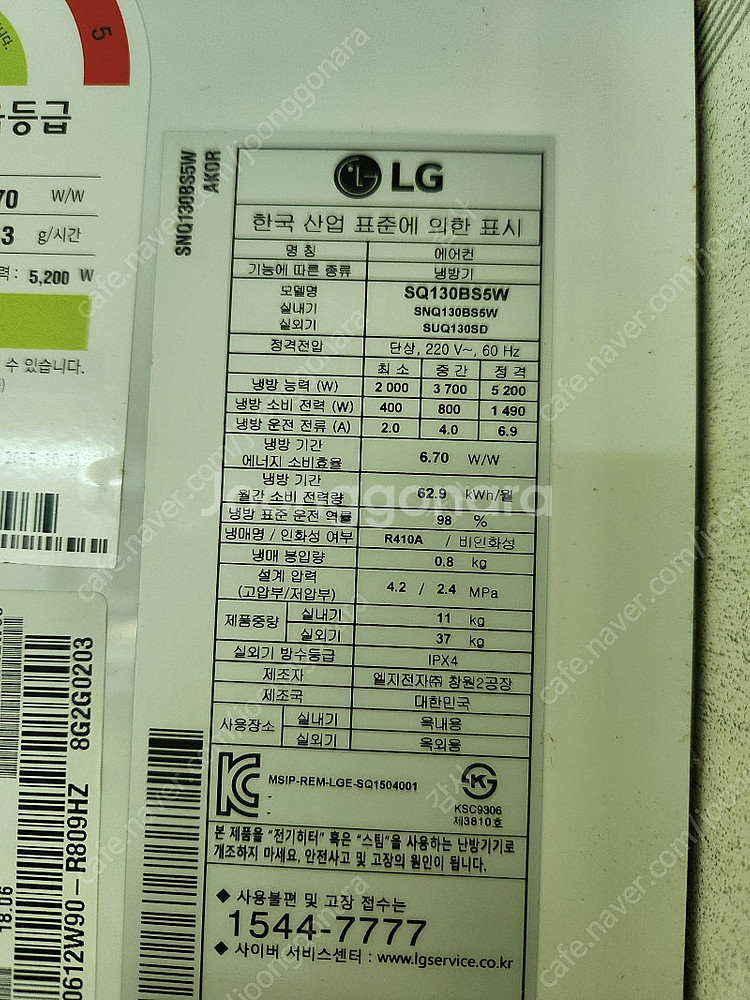 5
등급
70 W/W
3 g/시간
력 : 5,200 W
수 있습니다.
SNQ130BS5W
AKOR
LG
한국 산업 표준에 의한 표시
명 칭 에어컨
기능에 따른 종류 냉방기
모델명 SQ130BS5W
실내기 SNQ130BS5W
실외기 SUQ130SD
정격전압 단상, 220 V~, 60 Hz
최 소 중 간 정 격
냉방 능력 (W) 2 000 3 700 5 200
냉방 소비 전력 (W) 400 800 1 490
냉방 운전 전류 (A) 2.0 4.0 6.9
냉방 기간
에너지 소비효율 6.70 W/W
냉방 기간
월간 소비 전력량 62.9 kWh/월
냉방 표준 운전 역률 98 %
냉매명 / 인화성 여부 R410A / 비인화성
냉매 봉입량 0.8 kg
설계 압력
(고압부/저압부) 4.2 / 2.4 MPa
제품중량 실내기 11 kg
실외기 37 kg
실외기 방수등급 IPX4
제조자 엘지전자㈜ 창원2공장
제조국 대한민국
사용장소 실내기 옥내용
실외기 옥외용
MSIP-REM-LGE-SQ1504001
KSC9306
제3810호
본 제품을 "전기히터" 혹은 "스팀"을 사용하는 난방기기로
개조하지 마세요. 안전사고 및 고장의 원인이 됩니다.
◆ 사용불편 및 고장 접수는
1544-7777
◆ 사이버 서비스센터 : www.lgservice.co.kr
8G2G0203
0612W90-R809HZ
18.06
joonggonara
cafe.naver.com/joonggonara